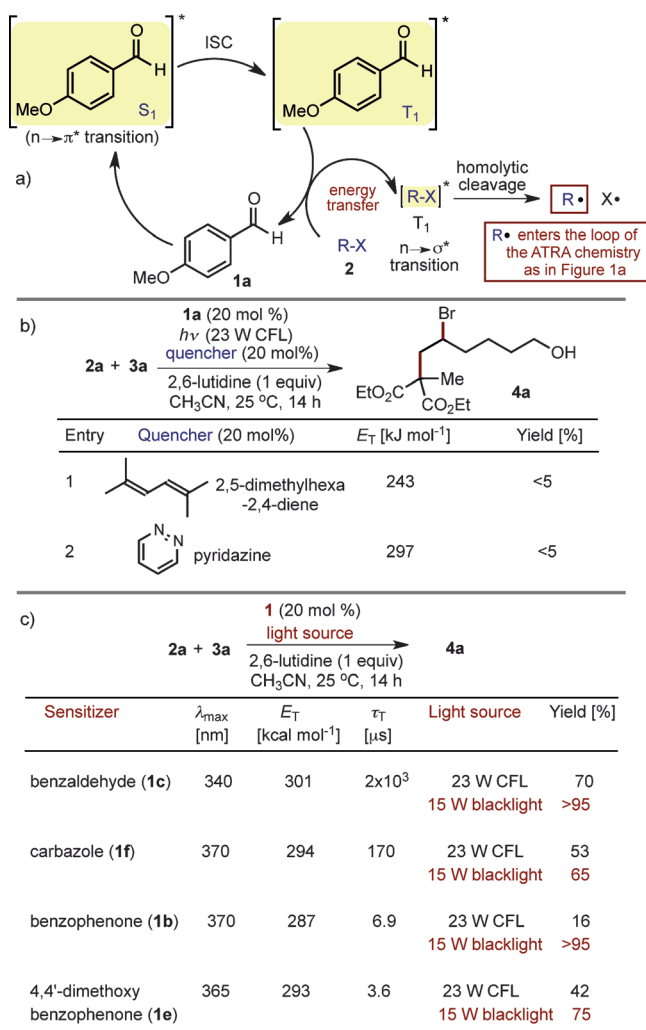 *
*
O
O
ISC
H
H
MeO
S1
MeO
T1
(n→π* transition)
a)
energy transfer
[R-X]*
homolytic cleavage
R•
X•
T1
O
H
MeO
1a
R-X
2
n→σ* transition
R• enters the loop of
the ATRA chemistry
as in Figure 1a
b)
1a (20 mol %)
hν (23 W CFL)
quencher (20 mol%)
2a + 3a
2,6-lutidine (1 equiv)
CH3CN, 25 ºC, 14 h
Br
OH
Me
EtO2C
CO2Et
4a
Entry Quencher (20 mol%) ET [kJ mol-1] Yield [%]
1 2,5-dimethylhexa 243 <5
-2,4-diene
N
N
2 pyridazine 297 <5
c)
1 (20 mol %)
light source
2a + 3a 4a
2,6-lutidine (1 equiv)
CH3CN, 25 ºC, 14 h
Sensitizer λmax ET τT Light source Yield [%]
[nm] [kcal mol-1] [μs]
benzaldehyde (1c) 340 301 2x10³ 23 W CFL 70
15 W blacklight >95
carbazole (1f) 370 294 170 23 W CFL 53
15 W blacklight 65
benzophenone (1b) 370 287 6.9 23 W CFL 16
15 W blacklight >95
4,4'-dimethoxy 365 293 3.6 23 W CFL 42
benzophenone (1e) 15 W blacklight 75